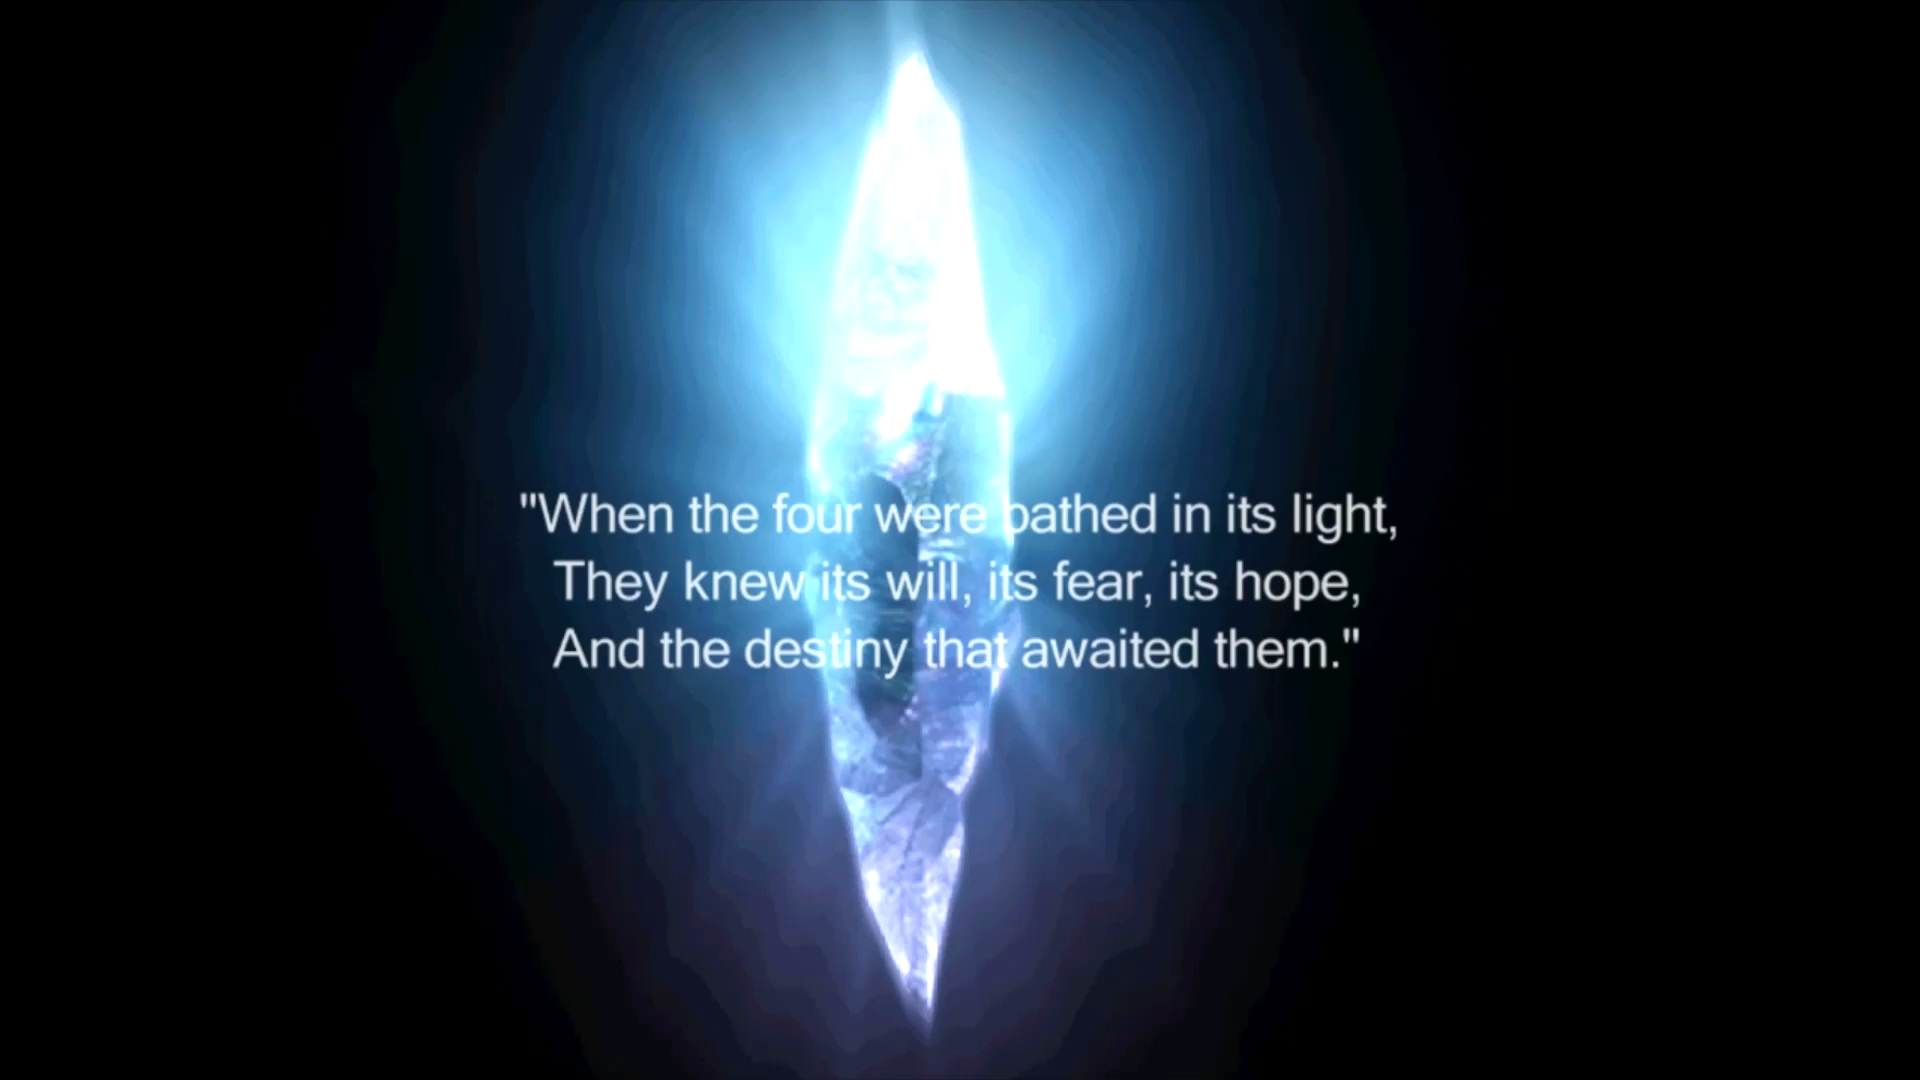 "When the four were bathed in its light,
They knew its will, its fear, its hope,
And the destiny that awaited them."